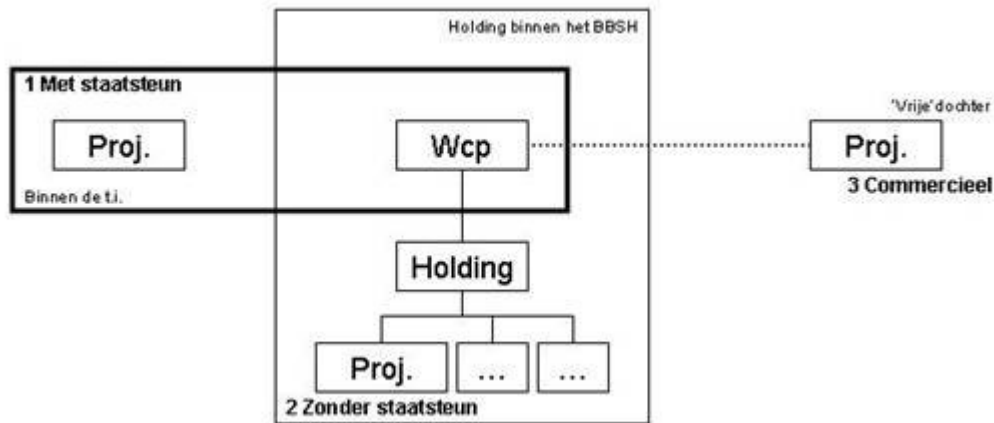 Holding binnen het BBSH
1 Met staatsteun
'Vrije' dochter
Proj.
Wcp
Proj.
3 Commercieel
Binnen de t.i.
Holding
Proj.
...
...
2 Zonder staatsteun